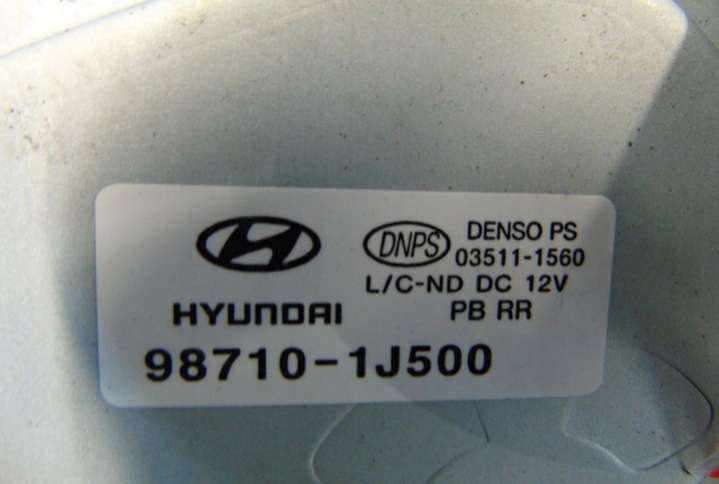 DNPS DENSO PS
03511-1560
L/C-ND DC 12V
HYUNDAI PB RR
98710-1J500